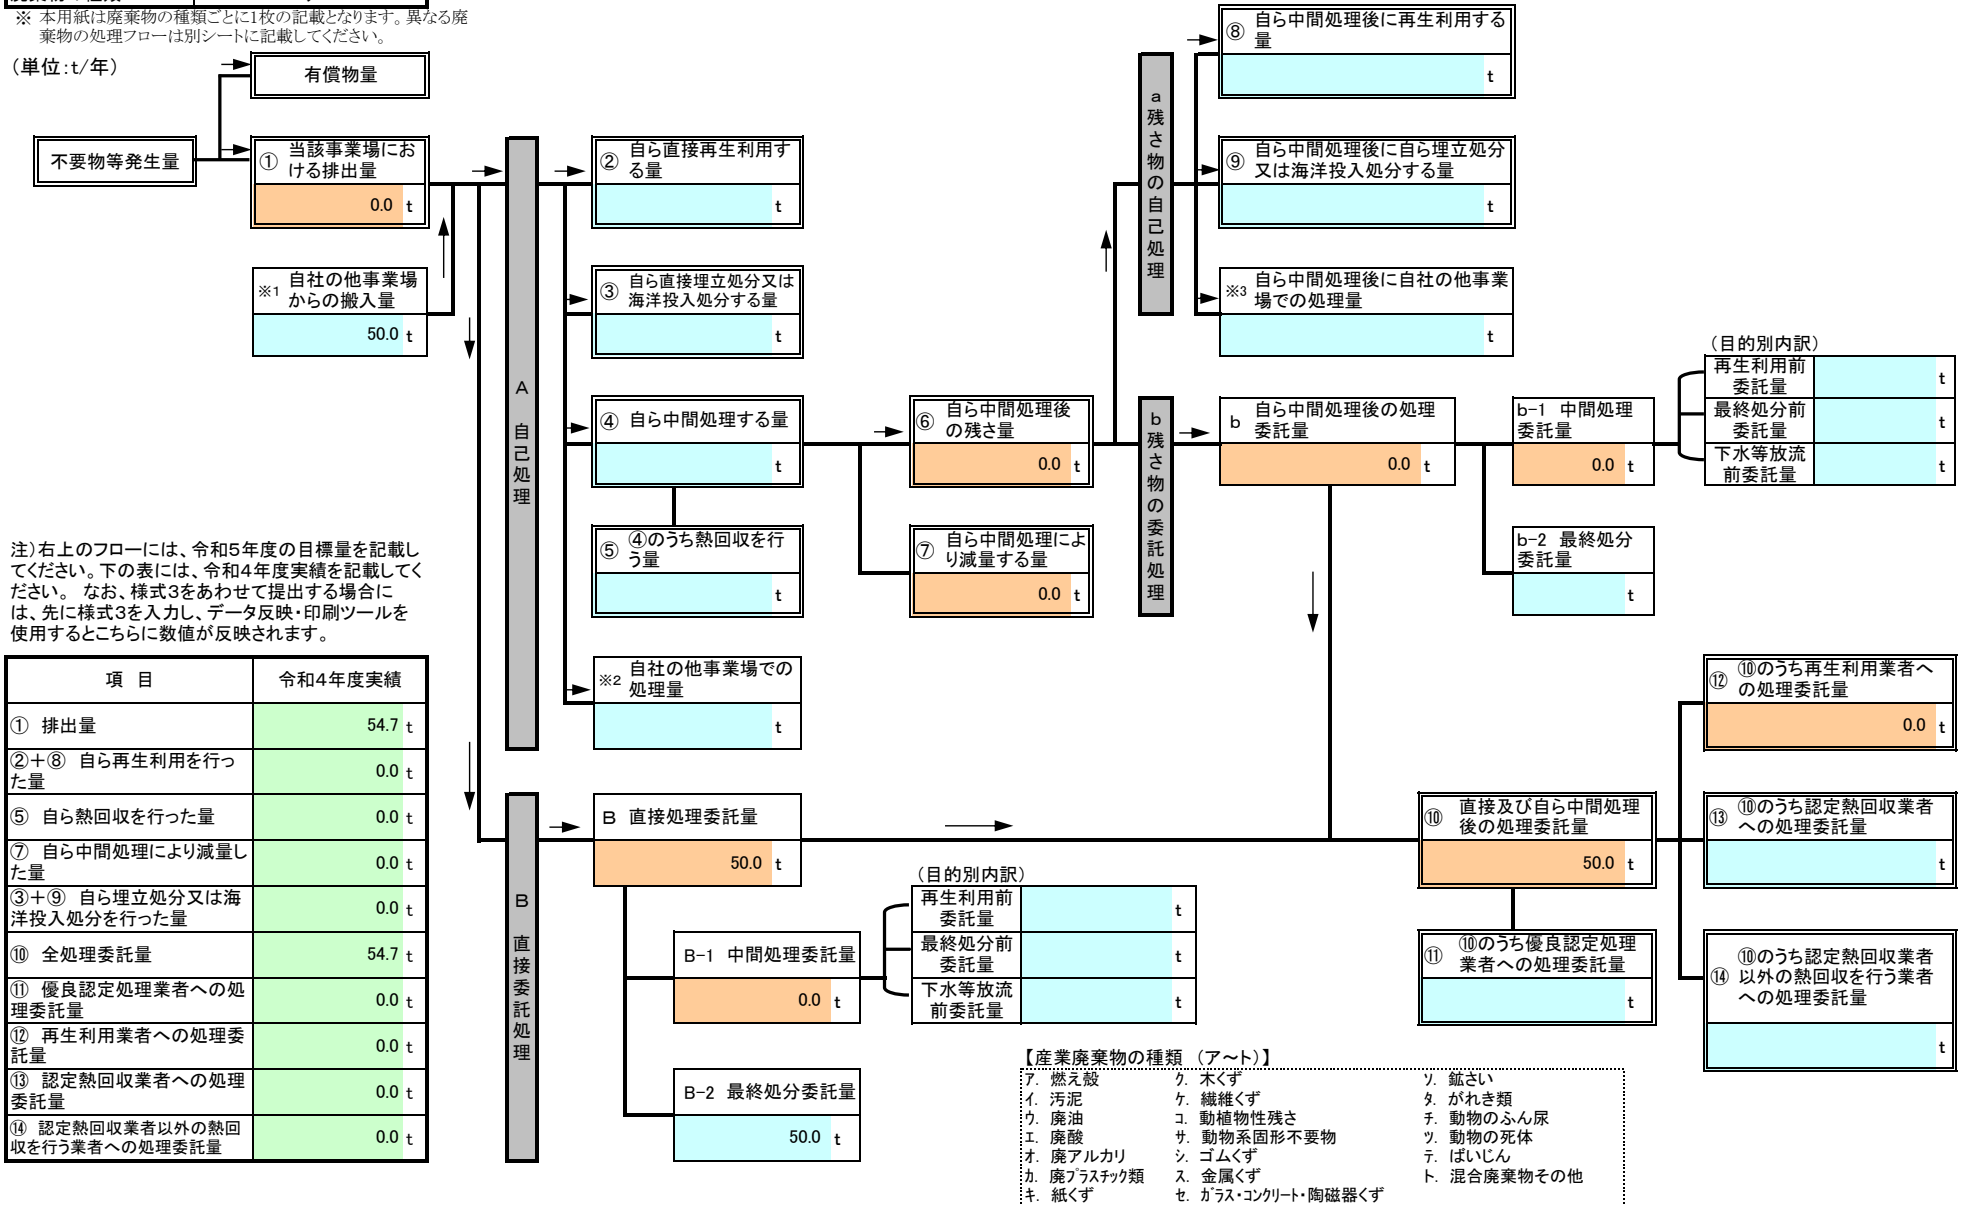 ※ 本用紙は廃棄物の種類ごとに1枚の記載となります。異なる廃
棄物の処理フローは別シートに記載してください。
（単位：t/年）
有償物量
不要物等発生量
① 当該事業場にお
ける排出量
0.0 t
※1 自社の他事業場
からの搬入量
50.0 t
A 自己処理
② 自ら直接再生利用す
る量
t
③ 自ら直接埋立処分又は
海洋投入処分する量
t
④ 自ら中間処理する量
t
⑤ ④のうち熱回収を行
う量
t
※2 自社の他事業場での
処理量
t
⑥ 自ら中間処理後
の残さ量
0.0 t
⑦ 自ら中間処理によ
り減量する量
0.0 t
a 残さ物の自己処理
⑧ 自ら中間処理後に再生利用する
量
t
⑨ 自ら中間処理後に自ら埋立処分
又は海洋投入処分する量
t
※3 自ら中間処理後に自社の他事業
場での処理量
t
b 残さ物の委託処理
b 自ら中間処理後の処理
委託量
0.0 t
b-1 中間処理
委託量
0.0 t
b-2 最終処分
委託量
t
（目的別内訳）
再生利用前
委託量
t
最終処分前
委託量
t
下水等放流
前委託量
t
注）右上のフローには、令和5年度の目標量を記載し
てください。下の表には、令和4年度実績を記載してく
ださい。 なお、様式3をあわせて提出する場合に
は、先に様式3を入力し、データ反映・印刷ツールを
使用するとこちらに数値が反映されます。
項 目 令和4年度実績
① 排出量 54.7 t
②＋⑧ 自ら再生利用を行っ
た量 0.0 t
⑤ 自ら熱回収を行った量 0.0 t
⑦ 自ら中間処理により減量し
た量 0.0 t
③＋⑨ 自ら埋立処分又は海
洋投入処分を行った量 0.0 t
⑩ 全処理委託量 54.7 t
⑪ 優良認定処理業者への処
理委託量 0.0 t
⑫ 再生利用業者への処理委
託量 0.0 t
⑬ 認定熱回収業者への処理
委託量 0.0 t
⑭ 認定熱回収業者以外の熱回
収を行う業者への処理委託量 0.0 t
B 直接委託処理
B 直接処理委託量
50.0 t
B-1 中間処理委託量
0.0 t
B-2 最終処分委託量
50.0 t
（目的別内訳）
再生利用前
委託量
t
最終処分前
委託量
t
下水等放流
前委託量
t
⑩ 直接及び自ら中間処理
後の処理委託量
50.0 t
⑪ ⑩のうち優良認定処理
業者への処理委託量
t
⑫ ⑩のうち再生利用業者へ
の処理委託量
0.0 t
⑬ ⑩のうち認定熱回収業者
への処理委託量
t
⑭ ⑩のうち認定熱回収業者
以外の熱回収を行う業者
への処理委託量
t
【産業廃棄物の種類 （ア～ト）】
ア. 燃え殻 ク. 木くず ソ. 鉱さい
イ. 汚泥 ケ. 繊維くず タ. がれき類
ウ. 廃油 コ. 動植物性残さ チ. 動物のふん尿
エ. 廃酸 サ. 動物系固形不要物 ツ. 動物の死体
オ. 廃アルカリ シ. ゴムくず テ. ばいじん
カ. 廃プラスチック類 ス. 金属くず ト. 混合廃棄物その他
キ. 紙くず セ. ガラス・コンクリート・陶磁器くず